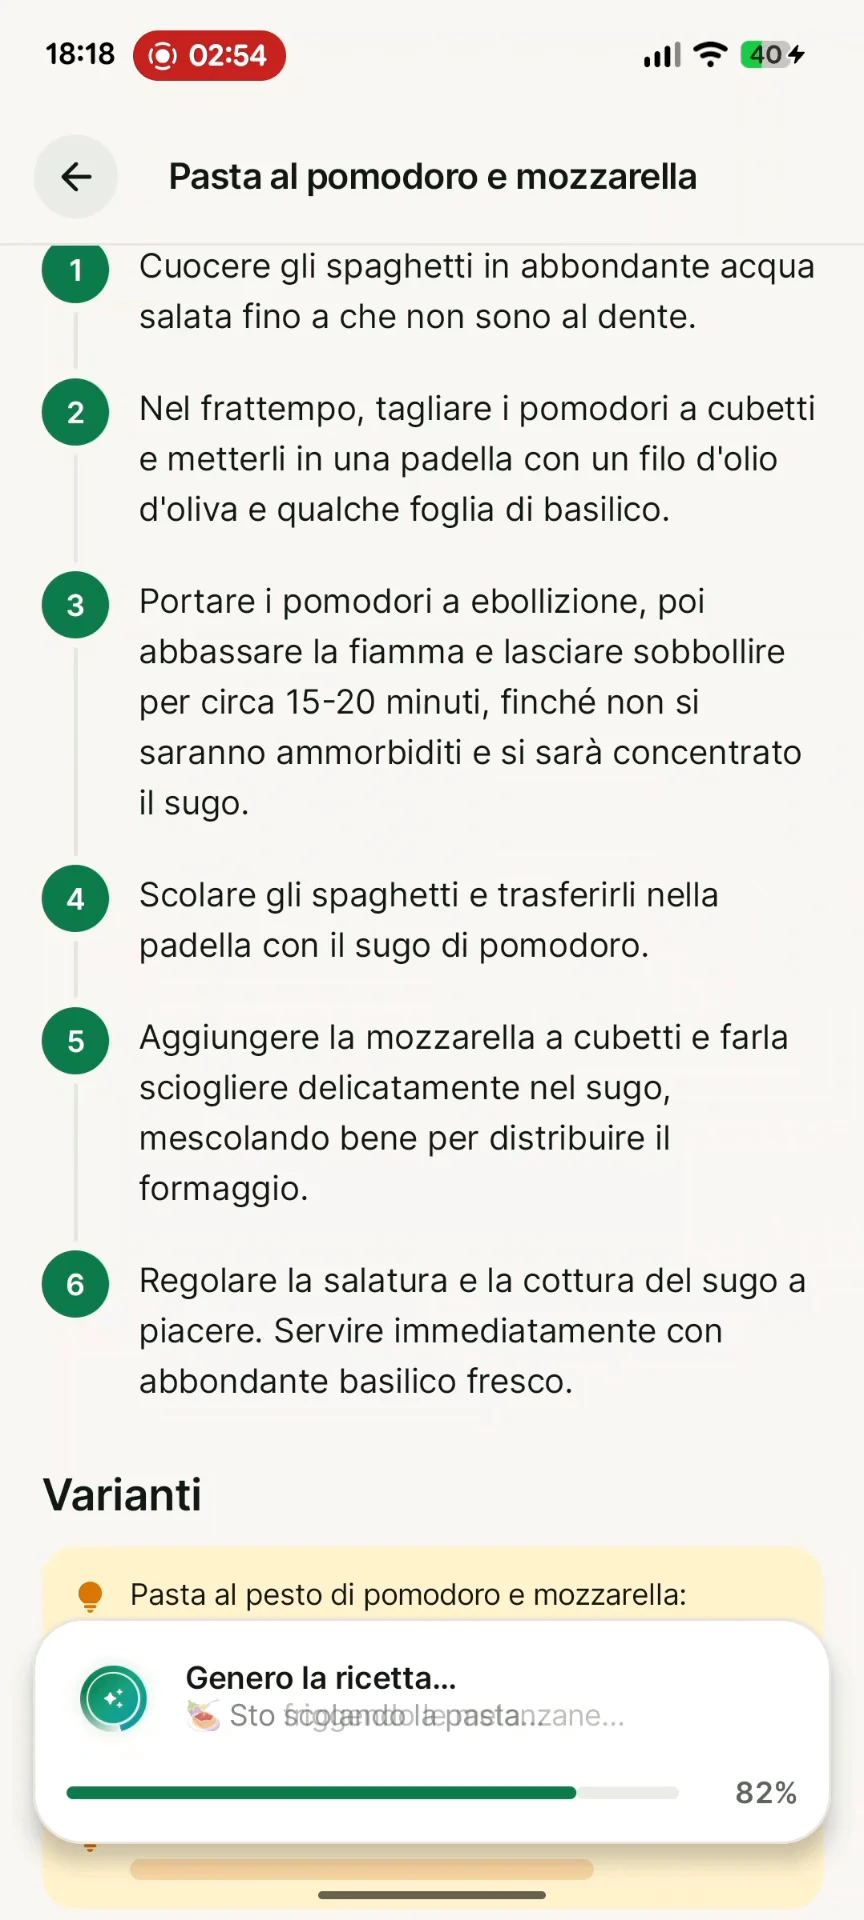 18:18
02:54
40
Pasta al pomodoro e mozzarella
1
Cuocere gli spaghetti in abbondante acqua
salata fino a che non sono al dente.
2
Nel frattempo, tagliare i pomodori a cubetti
e metterli in una padella con un filo d'olio
d'oliva e qualche foglia di basilico.
3
Portare i pomodori a ebollizione, poi
abbassare la fiamma e lasciare sobbollire
per circa 15-20 minuti, finché non si
saranno ammorbiditi e si sarà concentrato
il sugo.
4
Scolare gli spaghetti e trasferirli nella
padella con il sugo di pomodoro.
5
Aggiungere la mozzarella a cubetti e farla
sciogliere delicatamente nel sugo,
mescolando bene per distribuire il
formaggio.
6
Regolare la salatura e la cottura del sugo a
piacere. Servire immediatamente con
abbondante basilico fresco.
Varianti
Pasta al pesto di pomodoro e mozzarella:
Genero la ricetta...
Sto scolando la pasta...
82%